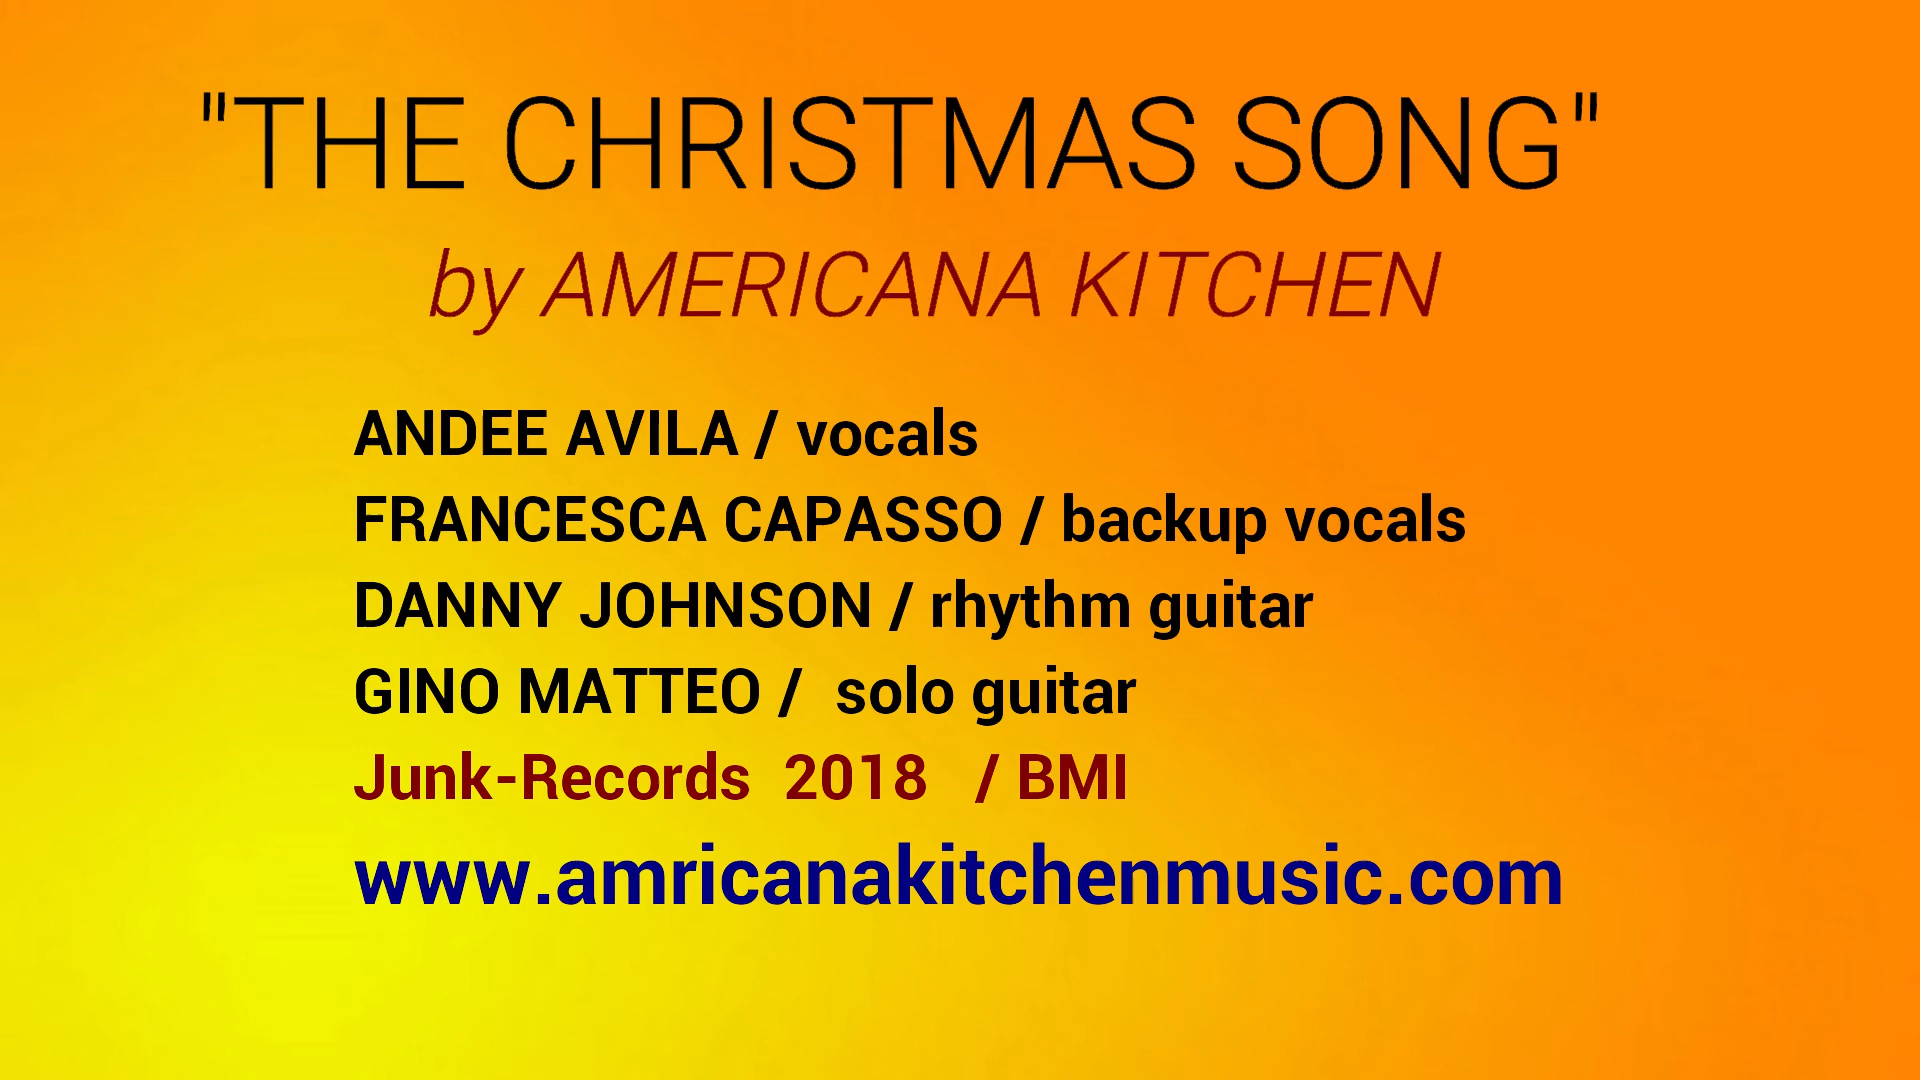 "THE CHRISTMAS SONG"
by AMERICANA KITCHEN
ANDEE AVILA / vocals
FRANCESCA CAPASSO / backup vocals
DANNY JOHNSON / rhythm guitar
GINO MATTEO /  solo guitar
Junk-Records  2018   / BMI
www.amricanakitchenmusic.com